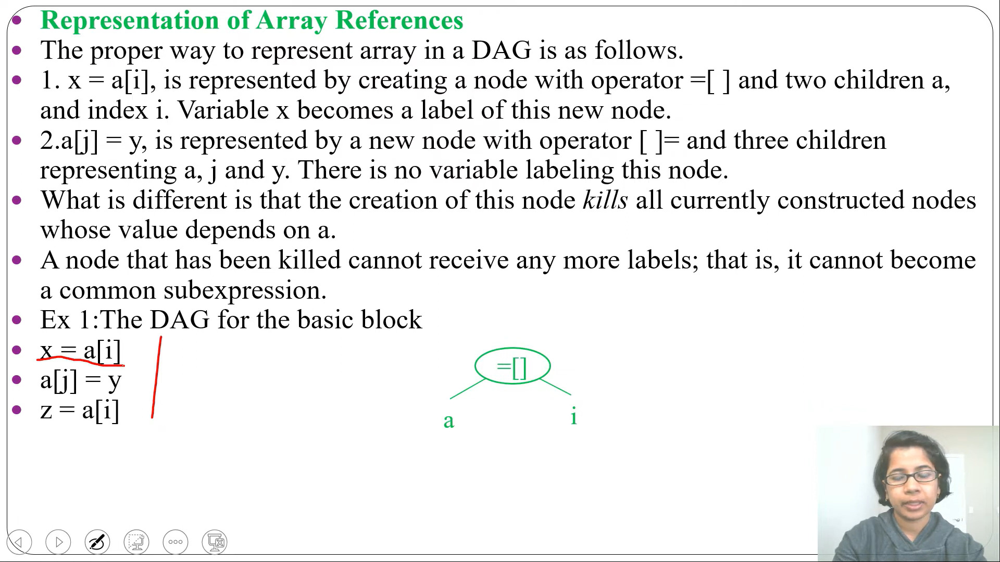 Representation of Array References
The proper way to represent array in a DAG is as follows.
1. x = a[i], is represented by creating a node with operator =[ ] and two children a,
and index i. Variable x becomes a label of this new node.
2.a[j] = y, is represented by a new node with operator [ ]= and three children
representing a, j and y. There is no variable labeling this node.
What is different is that the creation of this node kills all currently constructed nodes
whose value depends on a.
A node that has been killed cannot receive any more labels; that is, it cannot become
a common subexpression.
Ex 1:The DAG for the basic block
x = a[i]
a[j] = y
z = a[i]
=[]
a
i